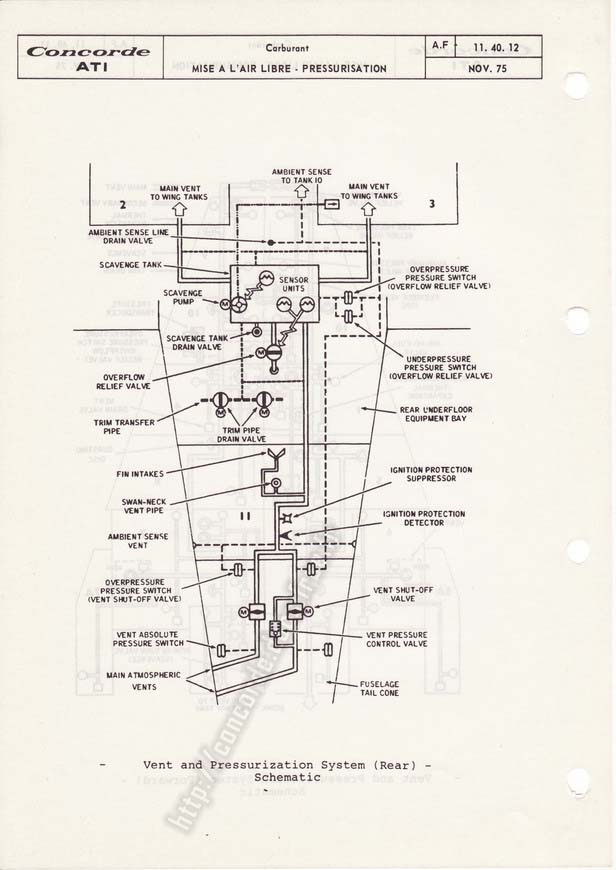 Concorde
ATI
Carburant
MISE A L'AIR LIBRE - PRESSURISATION
A.F
11. 40. 12
NOV. 75
AMBIENT SENSE
TO TANK 10
MAIN VENT
TO WING TANKS
MAIN VENT
TO WING TANKS
2
3
AMBIENT SENSE LINE
DRAIN VALVE
SCAVENGE TANK
SENSOR
UNITS
OVERPRESSURE
PRESSURE SWITCH
(OVERFLOW RELIEF VALVE)
SCAVENGE
PUMP
M
SCAVENGE TANK
DRAIN VALVE
M
UNDERPRESSURE
PRESSURE SWITCH
(OVERFLOW RELIEF VALVE)
OVERFLOW
RELIEF VALVE
M
M
TRIM TRANSFER
PIPE
TRIM PIPE
DRAIN VALVE
REAR UNDERFLOOR
EQUIPMENT BAY
FIN INTAKES
IGNITION PROTECTION
SUPPRESSOR
SWAN-NECK
VENT PIPE
11
IGNITION PROTECTION
DETECTOR
AMBIENT SENSE
VENT
OVERPRESSURE
PRESSURE SWITCH
(VENT SHUT-OFF VALVE)
M
M
VENT SHUT-OFF
VALVE
VENT ABSOLUTE
PRESSURE SWITCH
VENT PRESSURE
CONTROL VALVE
MAIN ATMOSPHERIC
VENTS
FUSELAGE
TAIL CONE
- Vent and Pressurization System (Rear) -
Schematic